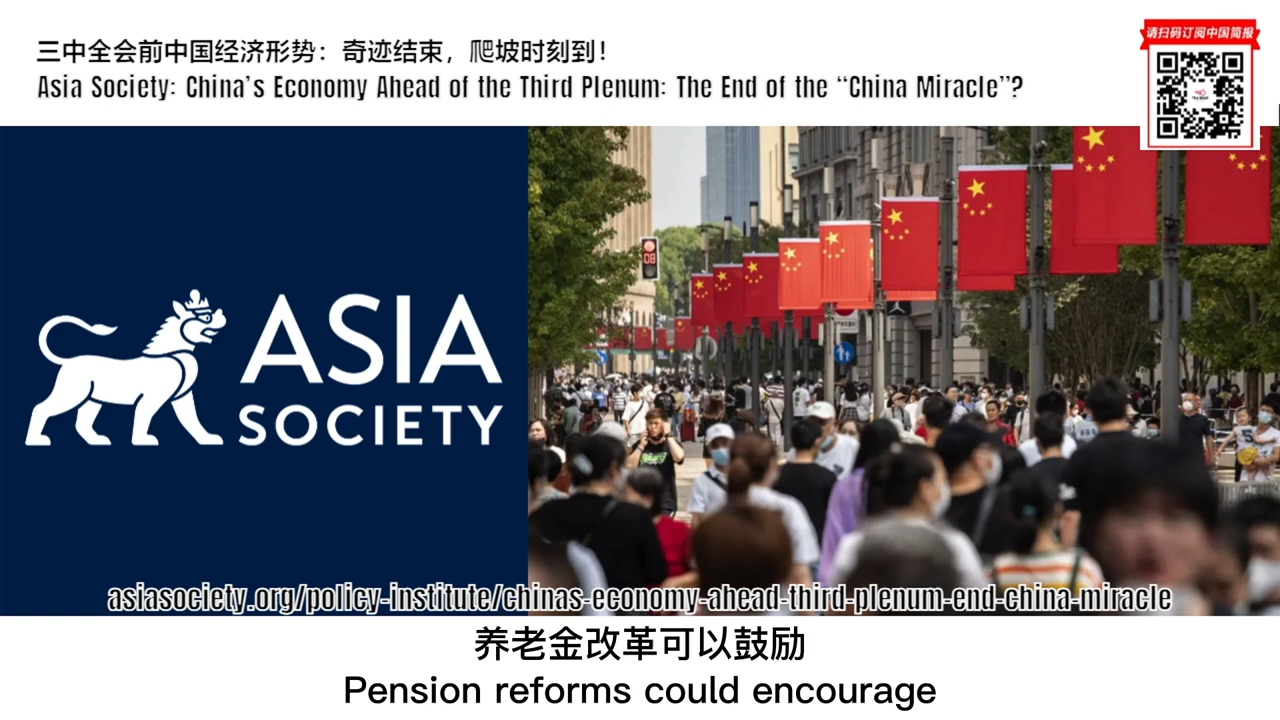 三中全会前中国经济形势：奇迹结束，爬坡时刻到！
请扫码订阅中国简报
Asia Society: China’s Economy Ahead of the Third Plenum: The End of the “China Miracle”?
08
ASIA
SOCIETY
asiasociety.org/policy-institute/chinas-economy-ahead-third-plenum-end-china-miracle
养老金改革可以鼓励
Pension reforms could encourage